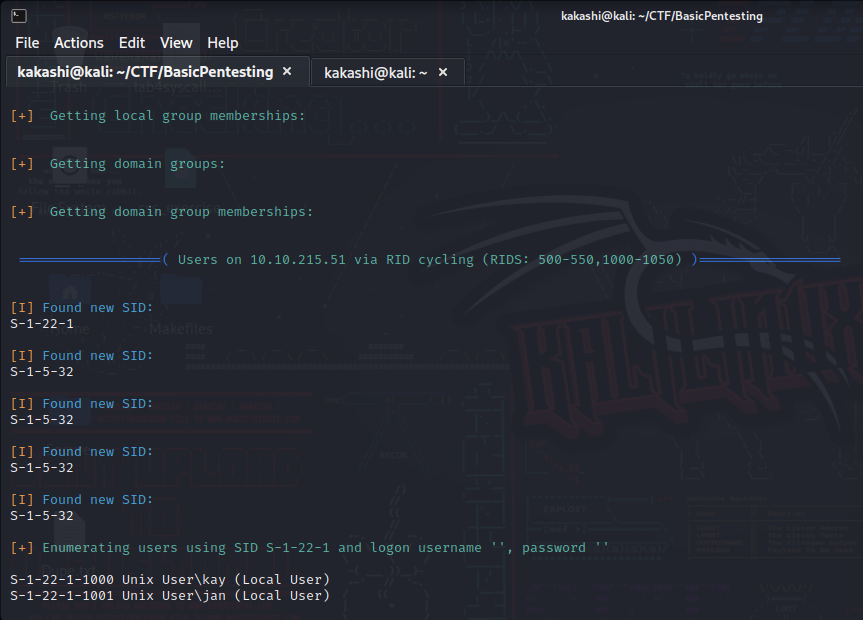 kakashi@kali: ~/CTF/BasicPentesting
File Actions Edit View Help
kakashi@kali: ~/CTF/BasicPentesting × kakashi@kali: ~ ×
[+] Getting local group memberships:
[+] Getting domain groups:
[+] Getting domain group memberships:
( Users on 10.10.215.51 via RID cycling (RIDS: 500-550,1000-1050) )
[I] Found new SID:
S-1-22-1
[I] Found new SID:
S-1-5-32
[I] Found new SID:
S-1-5-32
[I] Found new SID:
S-1-5-32
[I] Found new SID:
S-1-5-32
[+] Enumerating users using SID S-1-22-1 and logon username '', password ''
S-1-22-1-1000 Unix User\kay (Local User)
S-1-22-1-1001 Unix User\jan (Local User)
KALI LINUX
Trash
Home
Makefiles